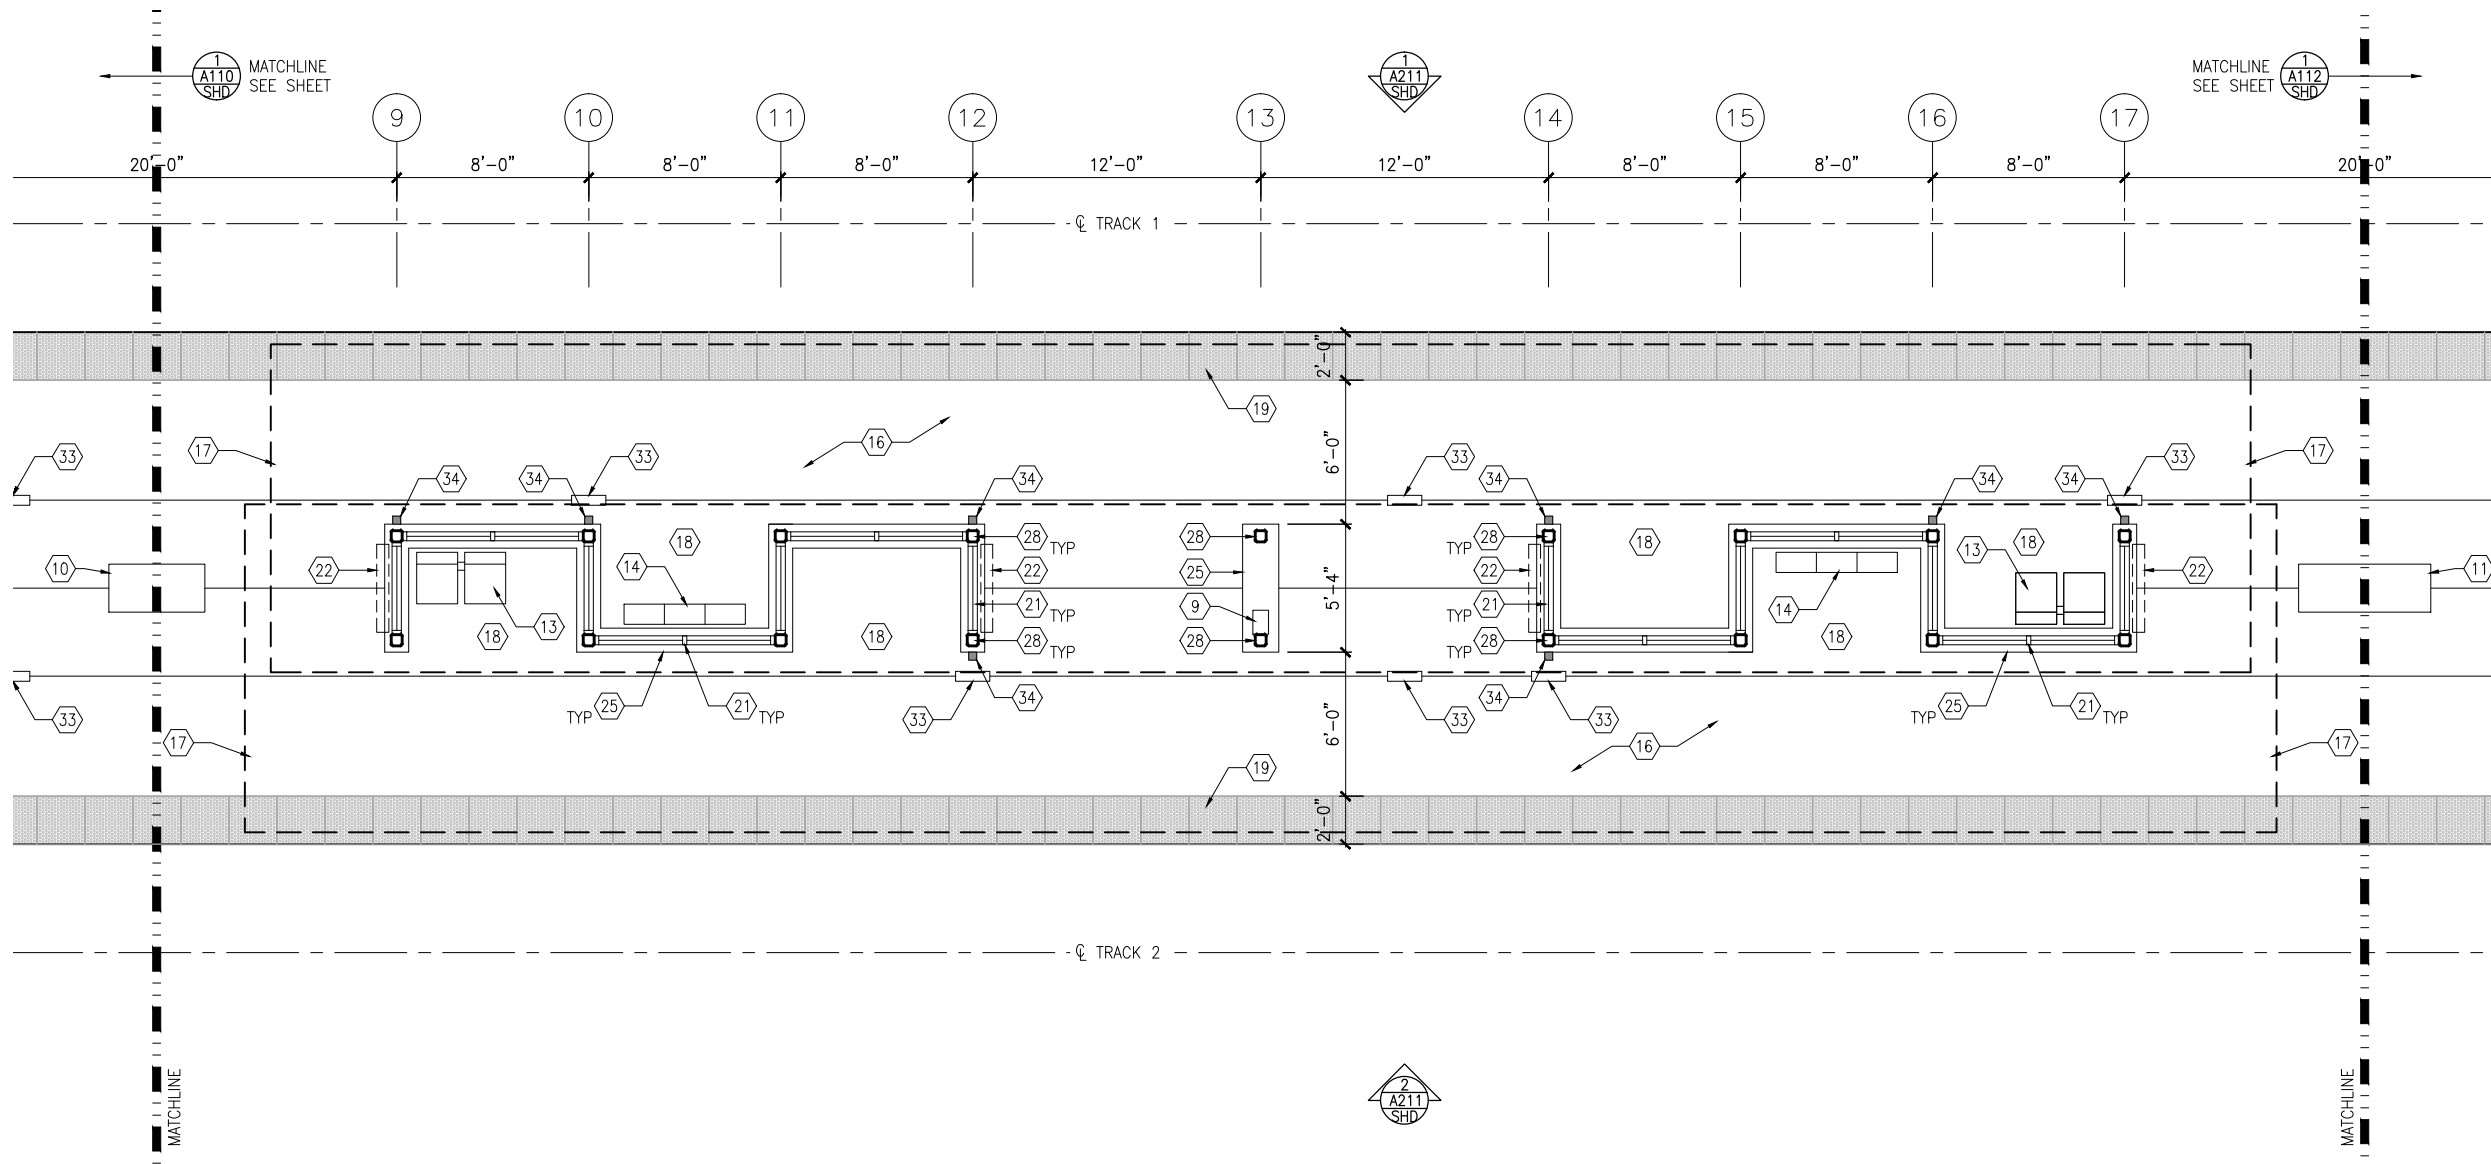 1
A110
SHD
MATCHLINE
SEE SHEET
1
A211
SHD
MATCHLINE
SEE SHEET
1
A112
SHD
9
10
11
12
13
14
15
16
17
20'-0"
8'-0"
8'-0"
8'-0"
12'-0"
12'-0"
8'-0"
8'-0"
8'-0"
20'-0"
℄ TRACK 1
2'-0"
19
17
16
6'-0"
17
33
34
34
33
34
33
34
34
34
33
28 TYP
28
TYP 28
18
18
18
13
10
22
14
22
25
22
14
22
11
21 TYP
9
5'-4"
TYP 21
13
18
18
28 TYP
28
TYP 28
18
33
TYP 25
21 TYP
33
34
33
34
33
TYP 25
21 TYP
17
6'-0"
16
17
19
2'-0"
℄ TRACK 2
MATCHLINE
2
A211
SHD
MATCHLINE